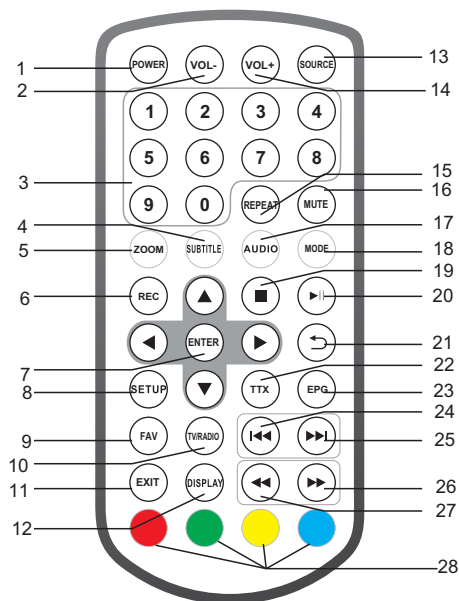 POWER VOL- VOL+ SOURCE 13
1
2 14
1 2 3 4
5 6 7 8
3 15
9 0 REPEAT MUTE 16
4 17
5 ZOOM SUBTITLE AUDIO MODE 18
19
6 REC 20
ENTER 21
7 22
8 SETUP TTX EPG 23
24
9 FAV TV/RADIO 25
10
11 EXIT DISPLAY 26
27
12
28